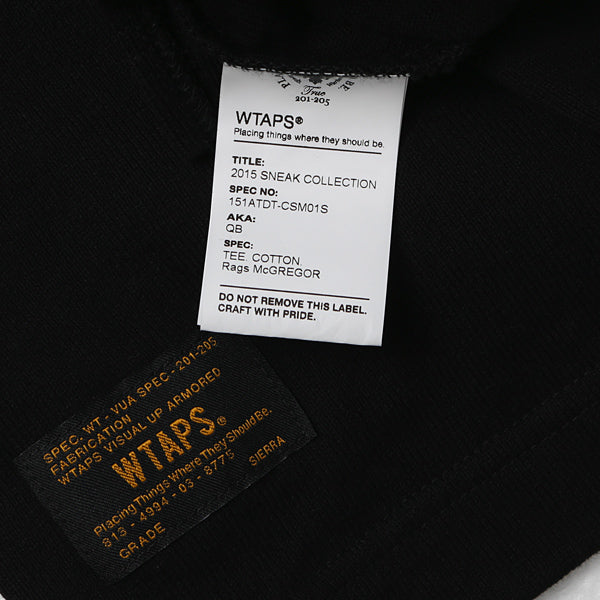 True
201-205
WTAPS®
Placing things where they should be.
TITLE:
2015 SNEAK COLLECTION
SPEC NO:
151ATDT-CSM01S
AKA:
QB
SPEC:
TEE. COTTON.
Rags McGREGOR
DO NOT REMOVE THIS LABEL.
CRAFT WITH PRIDE.
SPEC. WT - VUA SPEC - 201-205
FABRICATION
WTAPS VISUAL UP ARMORED
WTAPS®
Placing Things Where They Should Be.
813 - 4994 - 03 - 8775
GRADE SIERRA